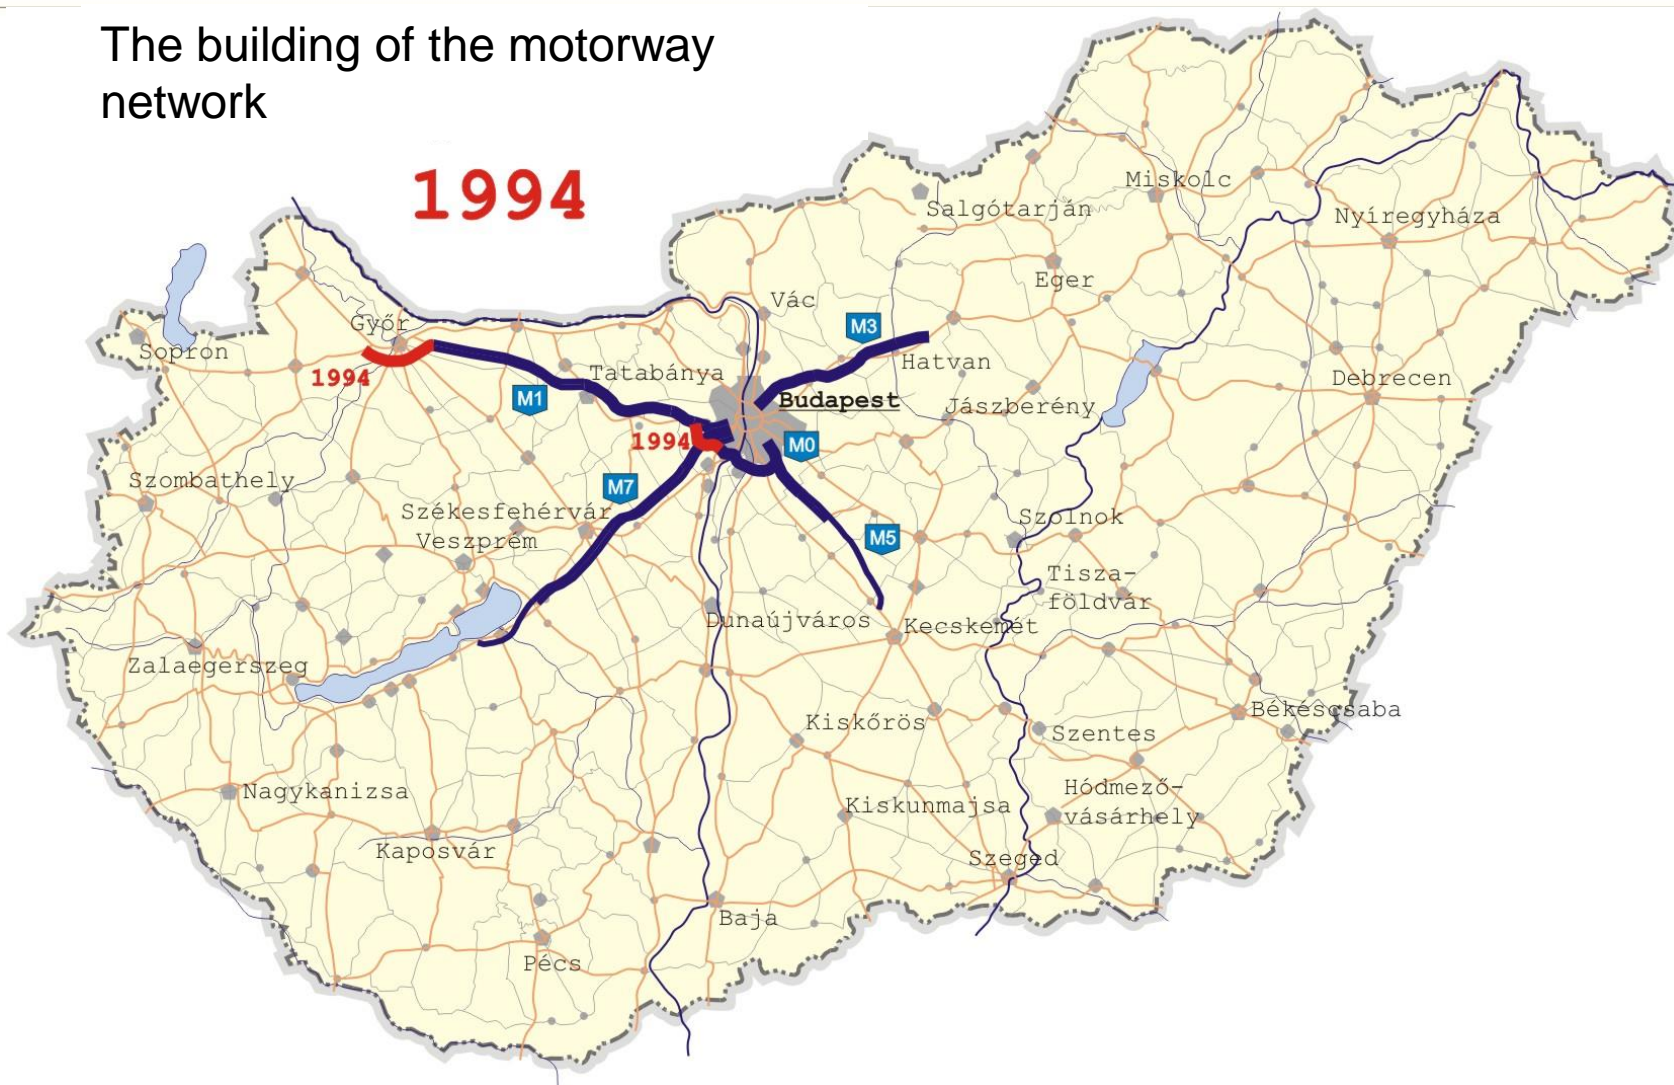 The building of the motorway
network
1994
Miskolc
Salgótarján
Nyíregyháza
Eger
Vác
Győr
M3
Sopron
Hatvan
1994
Tatabánya
Debrecen
M1
Budapest
Jászberény
1994
M0
Szombathely
M7
Székesfehérvár
Veszprém
Szolnok
M5
Tisza-
földvár
Dunaújváros
Kecskemét
Zalaegerszeg
Békéscsaba
Kiskőrös
Szentes
Nagykanizsa
Hódmező-
vásárhely
Kiskunmajsa
Kaposvár
Szeged
Baja
Pécs